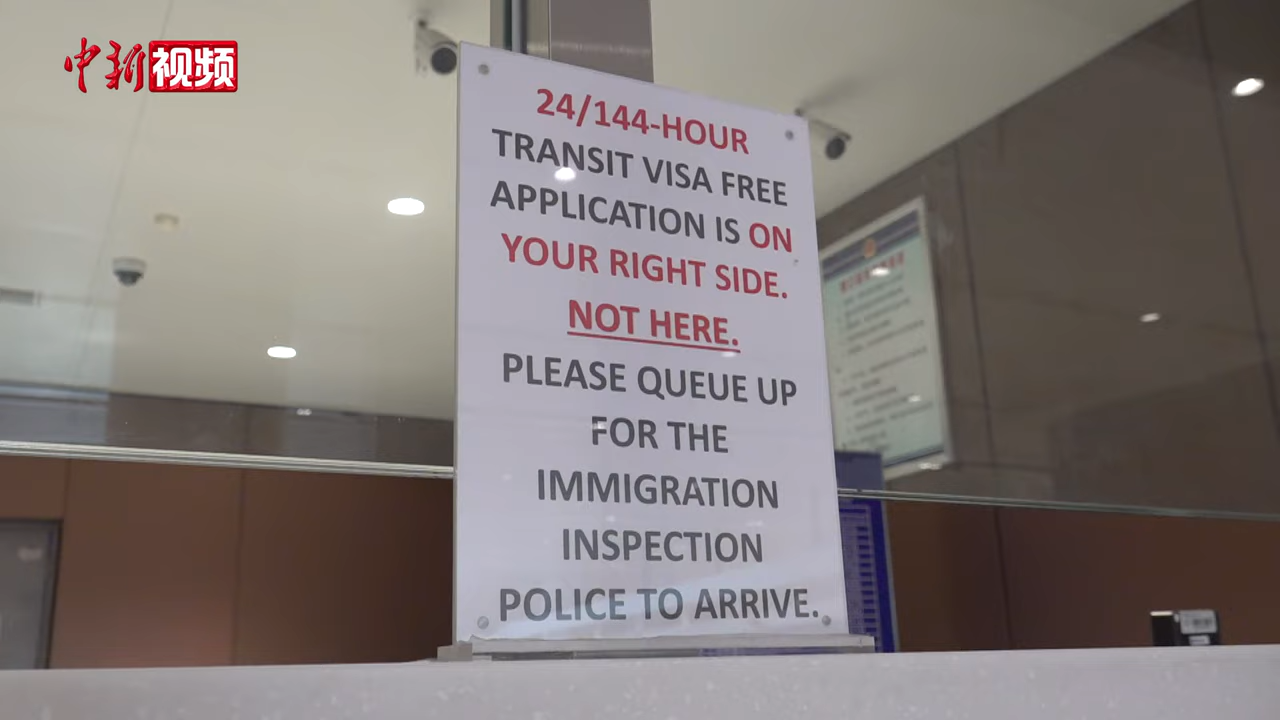 中新视频
24/144-HOUR
TRANSIT VISA FREE
APPLICATION IS ON
YOUR RIGHT SIDE.
NOT HERE.
PLEASE QUEUE UP
FOR THE
IMMIGRATION
INSPECTION
POLICE TO ARRIVE.